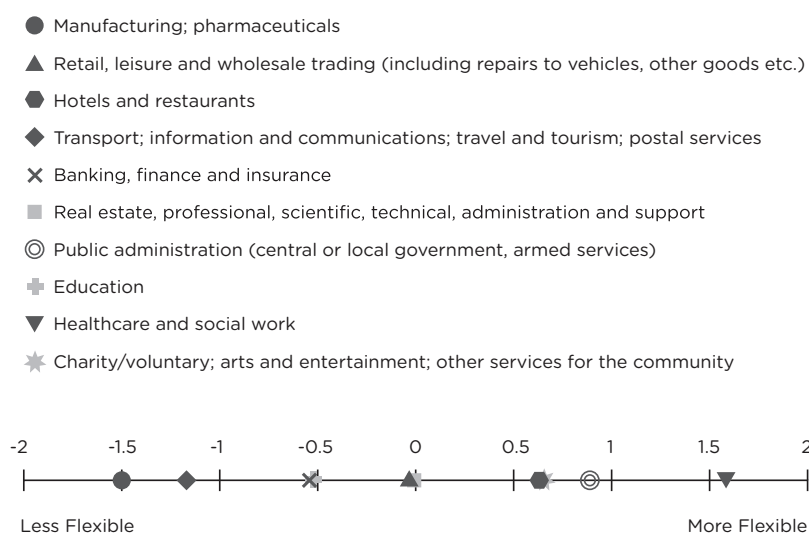 Manufacturing; pharmaceuticals
Retail, leisure and wholesale trading (including repairs to vehicles, other goods etc.)
Hotels and restaurants
Transport; information and communications; travel and tourism; postal services
Banking, finance and insurance
Real estate, professional, scientific, technical, administration and support
Public administration (central or local government, armed services)
Education
Healthcare and social work
Charity/voluntary; arts and entertainment; other services for the community
-2 -1.5 -1 -0.5 0 0.5 1 1.5 2
Less Flexible More Flexible